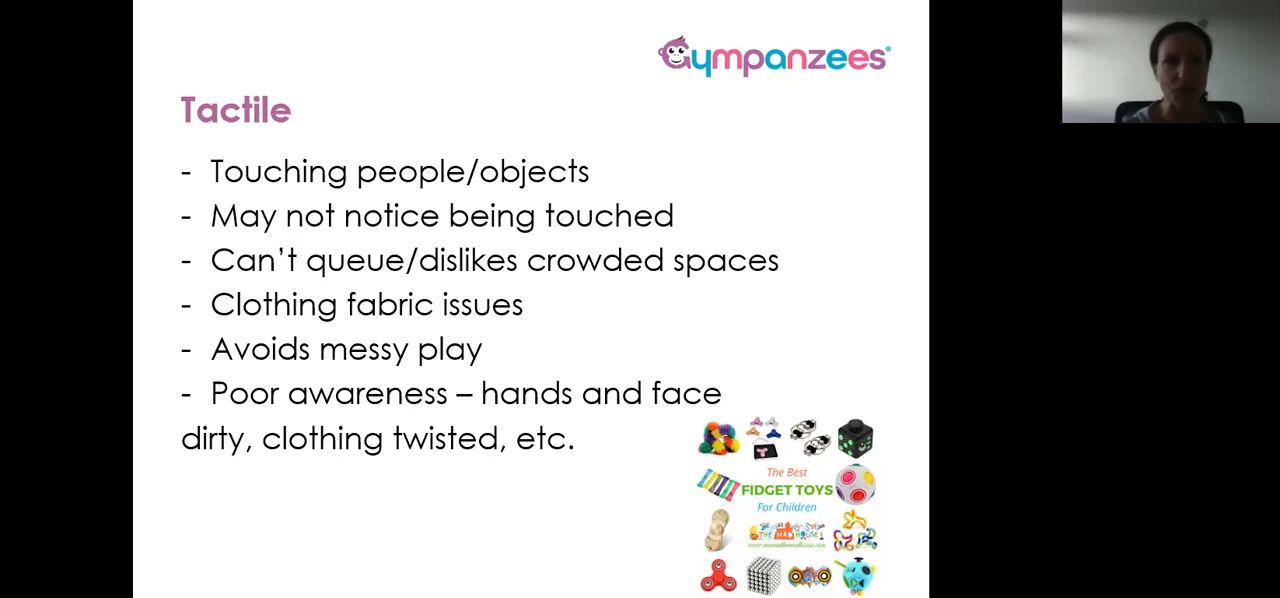 Gympanzees®
Tactile
- Touching people/objects
- May not notice being touched
- Can't queue/dislikes crowded spaces
- Clothing fabric issues
- Avoids messy play
- Poor awareness – hands and face
dirty, clothing twisted, etc.
The Best
FIDGET TOYS
For Children
THE MAD HOUSE